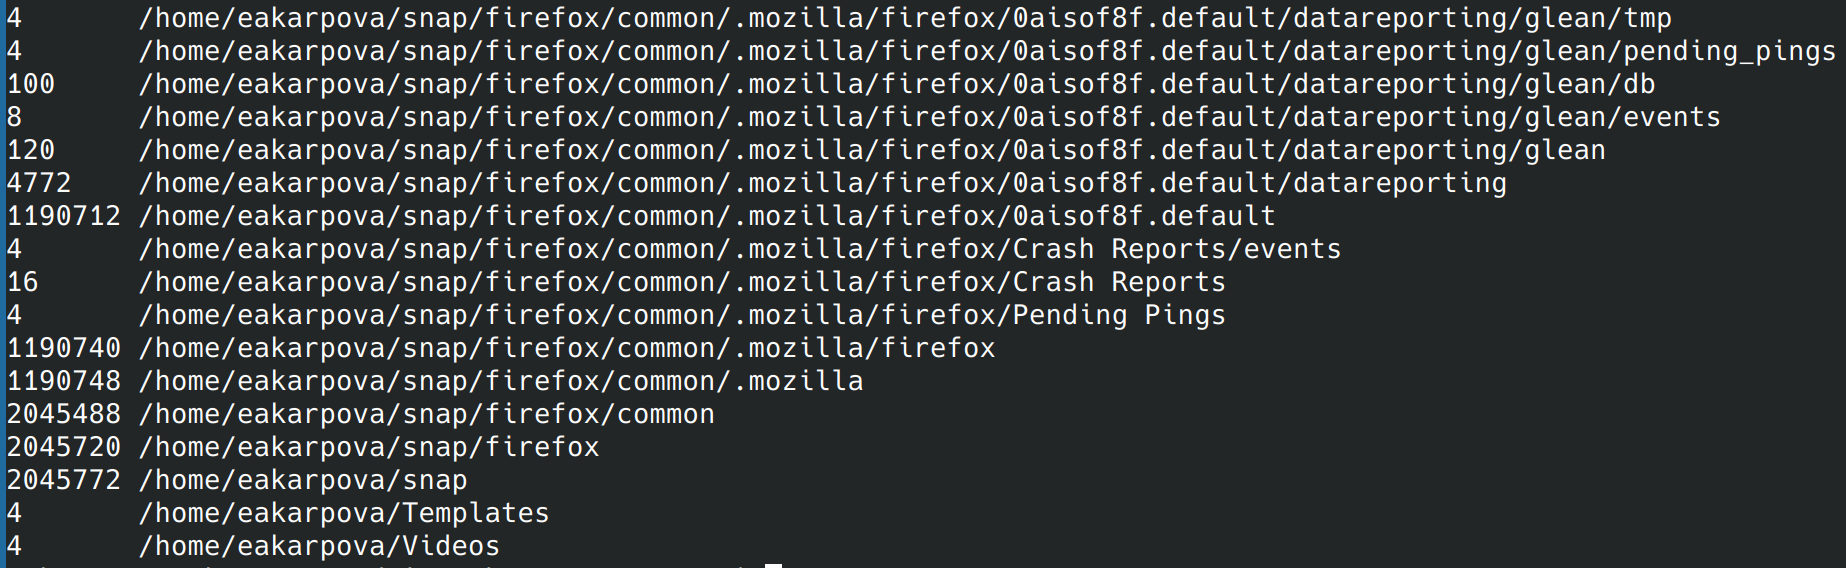 4 /home/eakarpova/snap/firefox/common/.mozilla/firefox/0aisof8f.default/datareporting/glean/tmp
4 /home/eakarpova/snap/firefox/common/.mozilla/firefox/0aisof8f.default/datareporting/glean/pending_pings
100 /home/eakarpova/snap/firefox/common/.mozilla/firefox/0aisof8f.default/datareporting/glean/db
8 /home/eakarpova/snap/firefox/common/.mozilla/firefox/0aisof8f.default/datareporting/glean/events
120 /home/eakarpova/snap/firefox/common/.mozilla/firefox/0aisof8f.default/datareporting/glean
4772 /home/eakarpova/snap/firefox/common/.mozilla/firefox/0aisof8f.default/datareporting
1190712 /home/eakarpova/snap/firefox/common/.mozilla/firefox/0aisof8f.default
4 /home/eakarpova/snap/firefox/common/.mozilla/firefox/Crash Reports/events
16 /home/eakarpova/snap/firefox/common/.mozilla/firefox/Crash Reports
4 /home/eakarpova/snap/firefox/common/.mozilla/firefox/Pending Pings
1190740 /home/eakarpova/snap/firefox/common/.mozilla/firefox
1190748 /home/eakarpova/snap/firefox/common/.mozilla
2045488 /home/eakarpova/snap/firefox/common
2045720 /home/eakarpova/snap/firefox
2045772 /home/eakarpova/snap
4 /home/eakarpova/Templates
4 /home/eakarpova/Videos